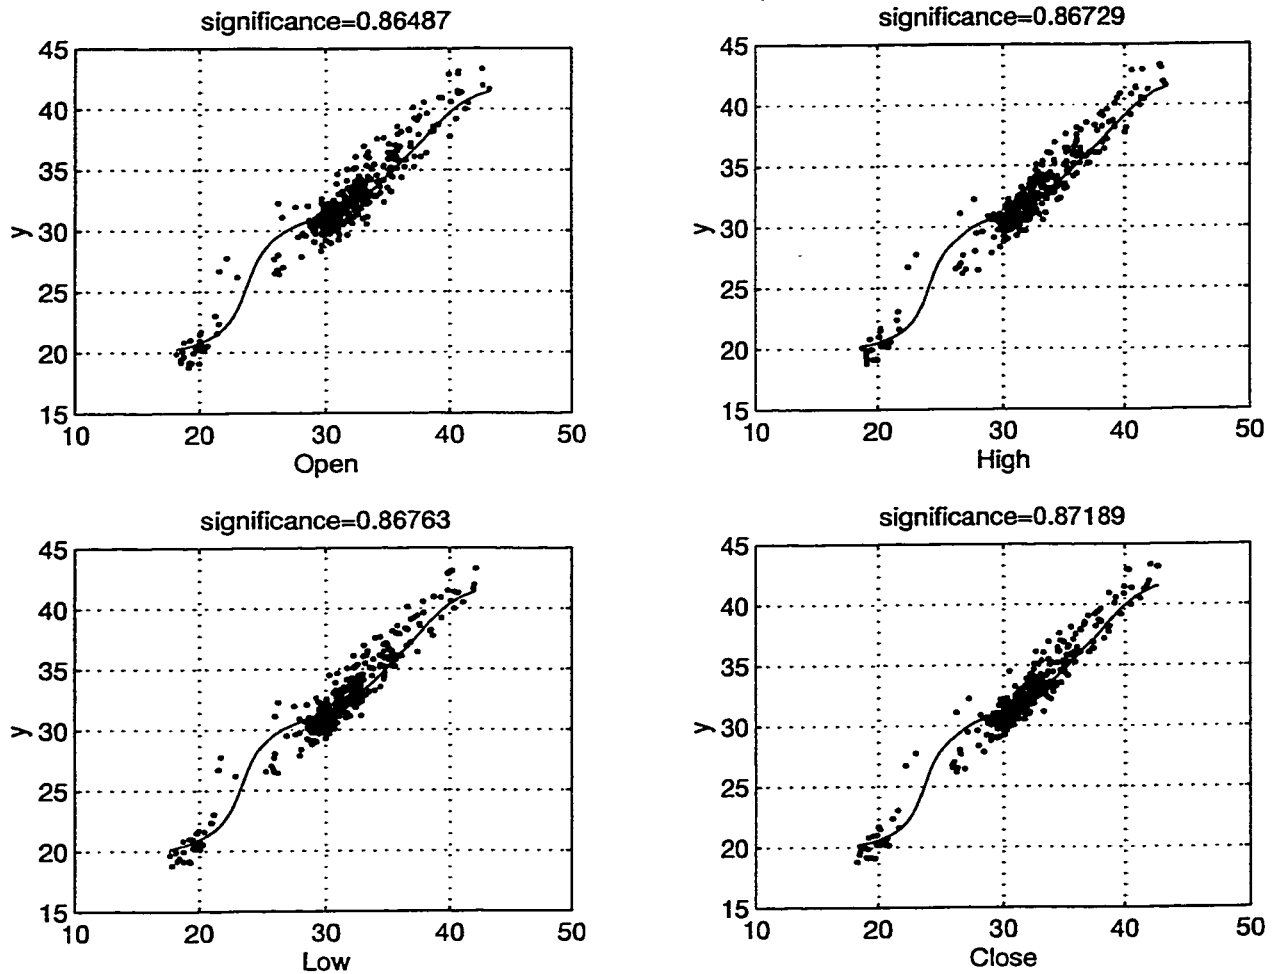 significance=0.86487
45
40
35
30
25
20
15
y
10 20 30 40 50
Open
significance=0.86729
45
40
35
30
25
20
15
y
10 20 30 40 50
High
significance=0.86763
45
40
35
30
25
20
15
y
10 20 30 40 50
Low
significance=0.87189
45
40
35
30
25
20
15
y
10 20 30 40 50
Close